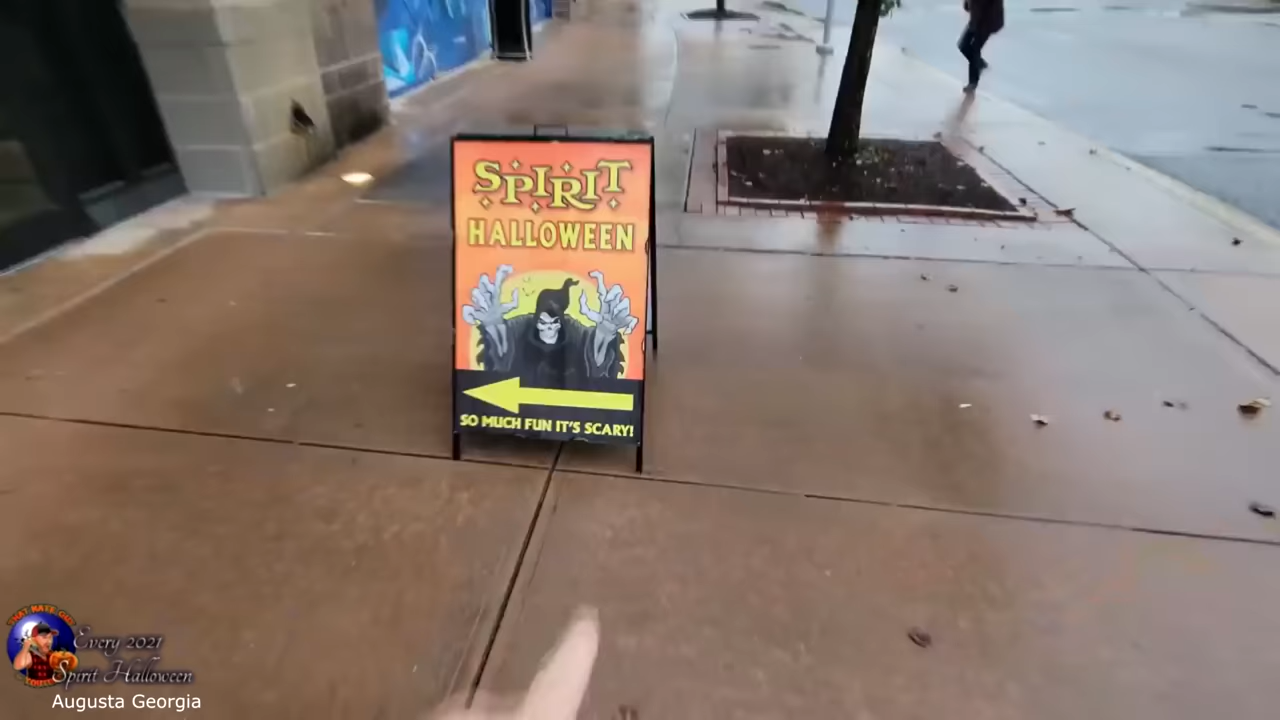 SPIRIT
HALLOWEEN
SO MUCH FUN IT'S SCARY!
Every 2021
Spirit Halloween
Augusta Georgia